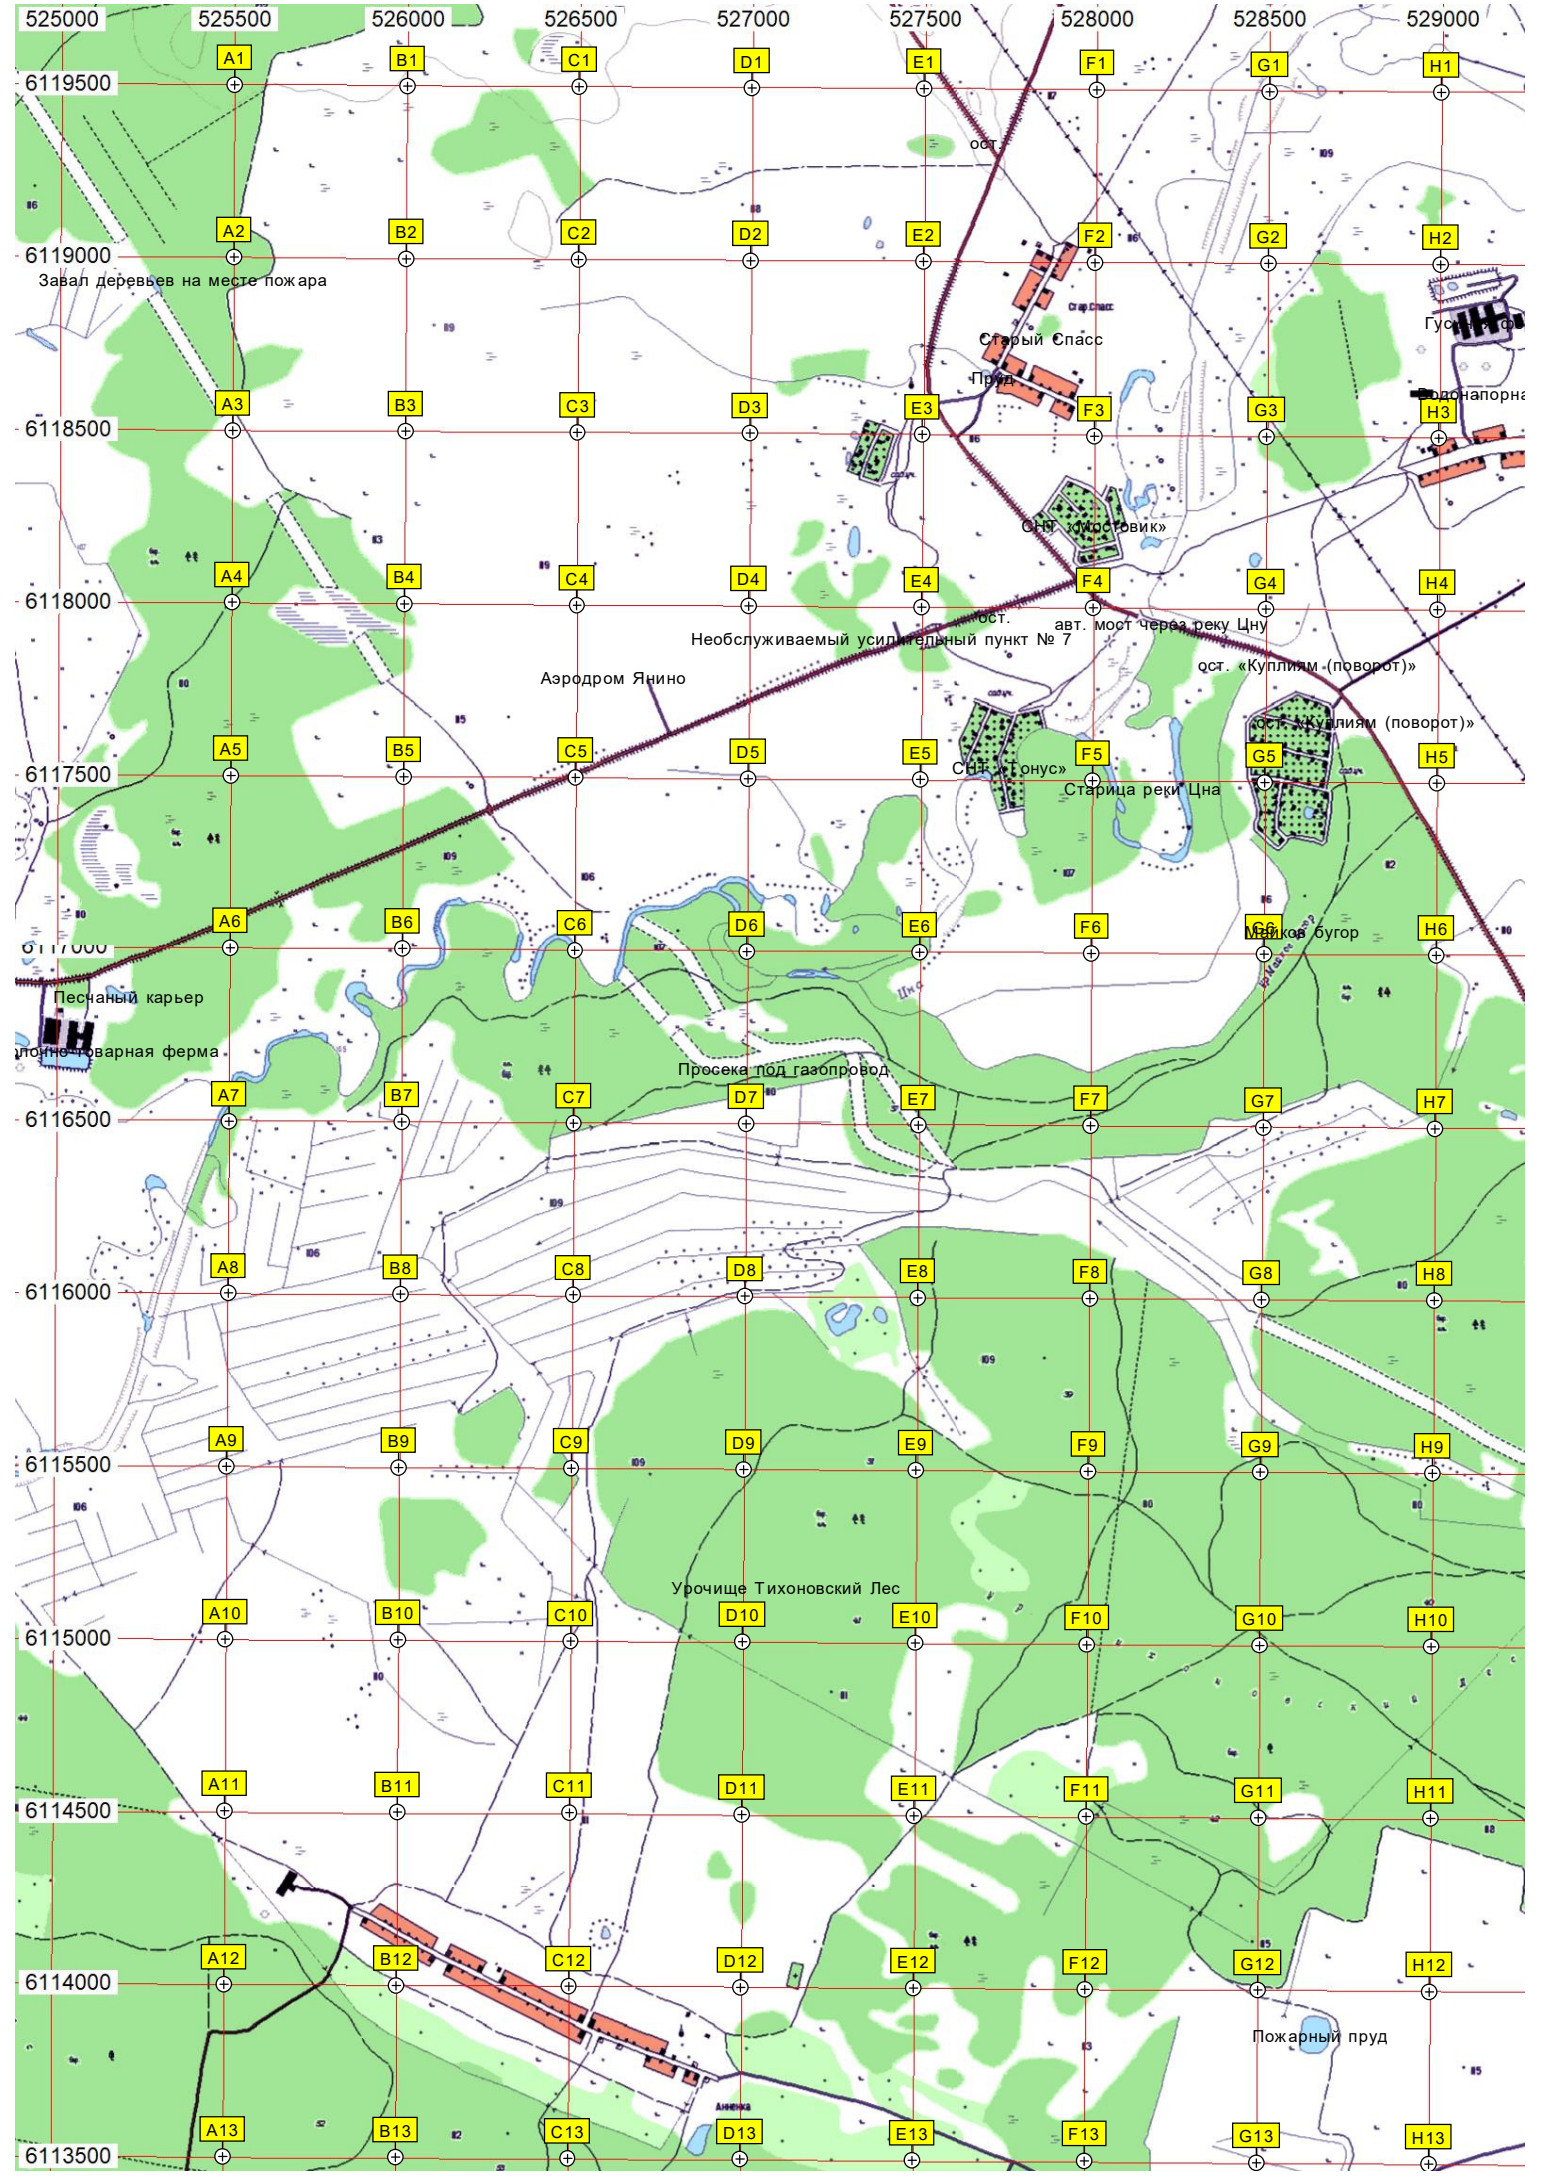 525000 525500 526000 526500 527000 527500 528000 528500 529000
A1 B1 C1 D1 E1 F1 G1 H1
6119500
ост.
A2 B2 C2 D2 E2 F2 G2 H2
6119000
Завал деревьев на месте пожара
Стар.Спасс
Старый Спасс
Пруд
A3 B3 C3 D3 E3 F3 G3 H3
6118500
СНТ «Мостовик»
A4 B4 C4 D4 E4 F4 G4 H4
6118000
ост.
авт. мост через реку Цну
Необслуживаемый усилительный пункт № 7
ост. «Куплиям (поворот)»
Аэродром Янино
ост. «Куплиям (поворот)»
A5 B5 C5 D5 E5 F5 G5 H5
6117500
СНТ «Тонус»
Старица реки Цна
A6 B6 C6 D6 E6 F6 G6 H6
6117000
Майков бугор
Цна
Песчаный карьер
товарная ферма
Просека под газопровод
A7 B7 C7 D7 E7 F7 G7 H7
6116500
A8 B8 C8 D8 E8 F8 G8 H8
6116000
A9 B9 C9 D9 E9 F9 G9 H9
6115500
Урочище Тихоновский Лес
A10 B10 C10 D10 E10 F10 G10 H10
6115000
A11 B11 C11 D11 E11 F11 G11 H11
6114500
A12 B12 C12 D12 E12 F12 G12 H12
6114000
Пожарный пруд
Анненка
A13 B13 C13 D13 E13 F13 G13 H13
6113500